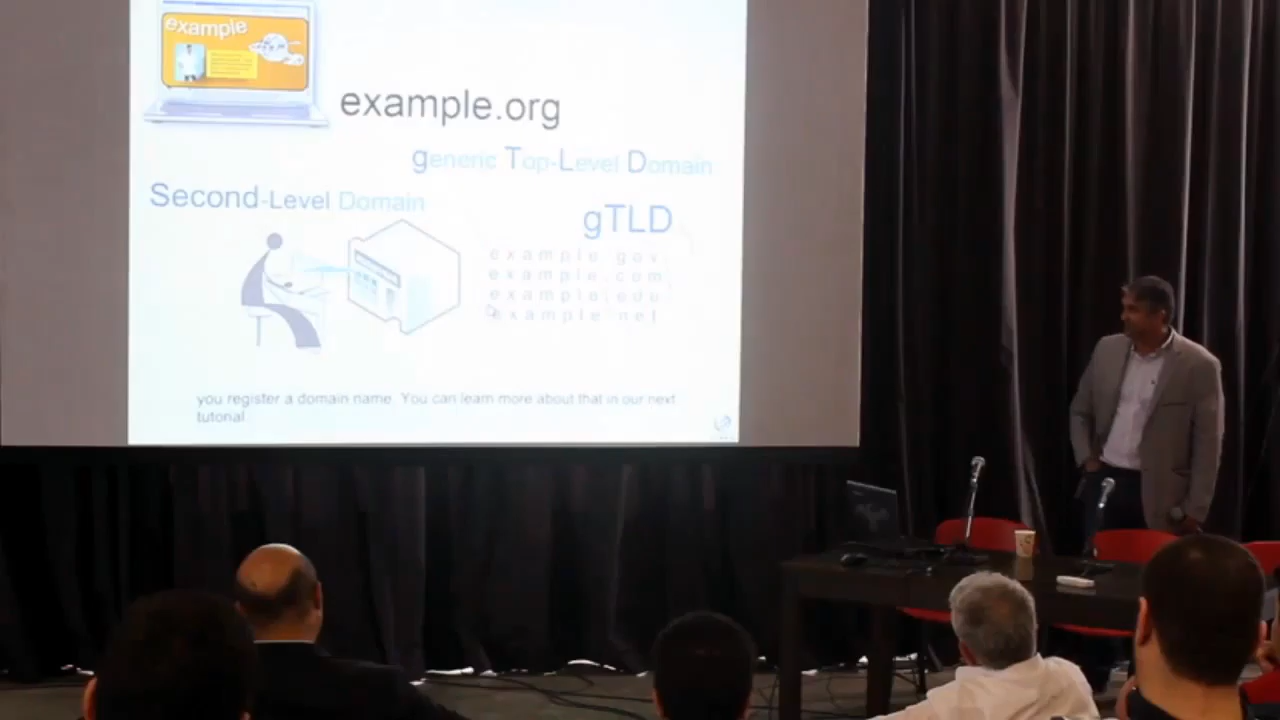 example
example.org
generic Top-Level Domain
Second-Level Domain
gTLD
example.gov
example.com
example.edu
example.net
you register a domain name. You can learn more about that in our next
tutorial